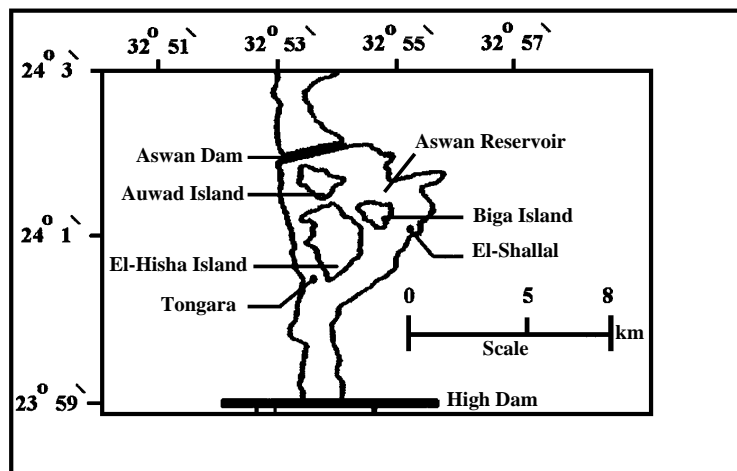 32° 51\ 32° 53\ 32° 55\ 32° 57\
24° 3\
Aswan Reservoir
Aswan Dam
Auwad Island
Biga Island
24° 1\
El-Shallal
El-Hisha Island
Tongara
0 5 8
km
Scale
23° 59\
High Dam